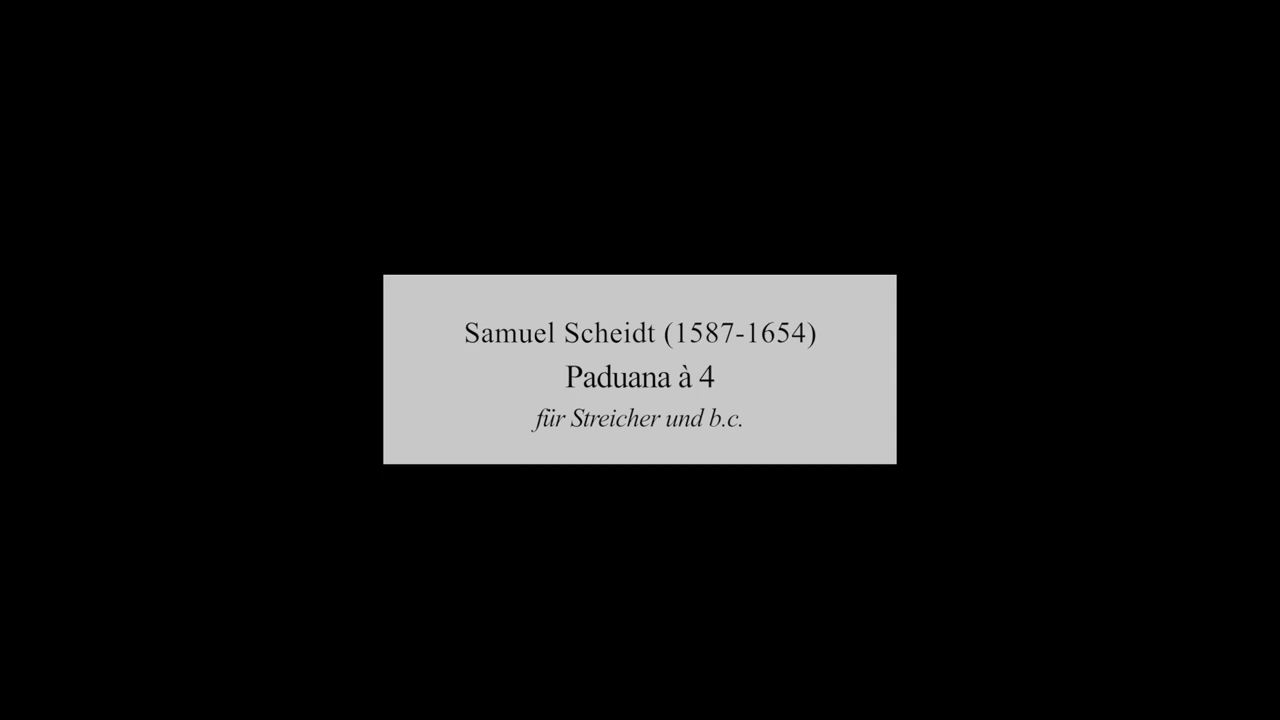 Samuel Scheidt (1587-1654)
Paduana à 4
für Streicher und b.c.